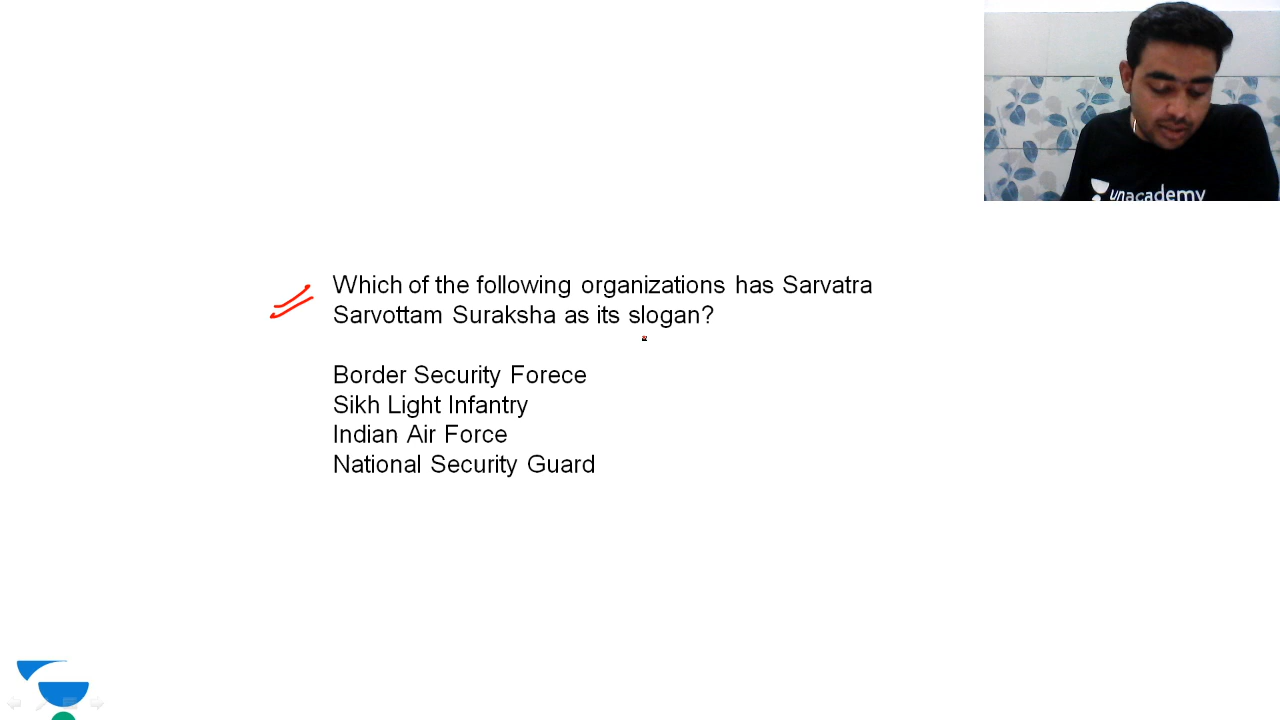 unacademy
Which of the following organizations has Sarvatra
Sarvottam Suraksha as its slogan?
Border Security Forece
Sikh Light Infantry
Indian Air Force
National Security Guard